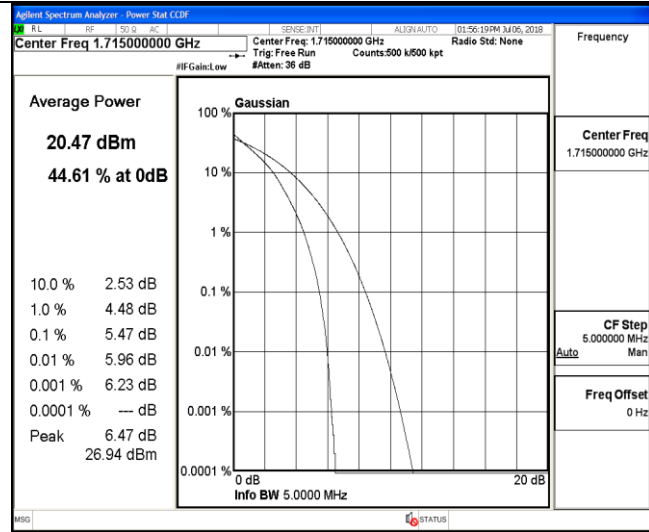 Agilent Spectrum Analyzer - Power Stat CCDF
RL RF 50 Ω AC SENSE:INT ALIGNAUTO 01:56:19PM Jul 06, 2018
Center Freq 1.715000000 GHz
Center Freq: 1.715000000 GHz Radio Std: None
Trig: Free Run Counts:500 k/500 kpt
#IFGain:Low #Atten: 36 dB
Frequency
Average Power
20.47 dBm
44.61 % at 0dB
10.0 % 2.53 dB
1.0 % 4.48 dB
0.1 % 5.47 dB
0.01 % 5.96 dB
0.001 % 6.23 dB
0.0001 % --- dB
Peak 6.47 dB
26.94 dBm
Gaussian
100 %
10 %
1 %
0.1 %
0.01 %
0.001 %
0.0001 %
0 dB 20 dB
Info BW 5.0000 MHz
Center Freq
1.715000000 GHz
CF Step
5.000000 MHz
Auto Man
Freq Offset
0 Hz
MSG STATUS